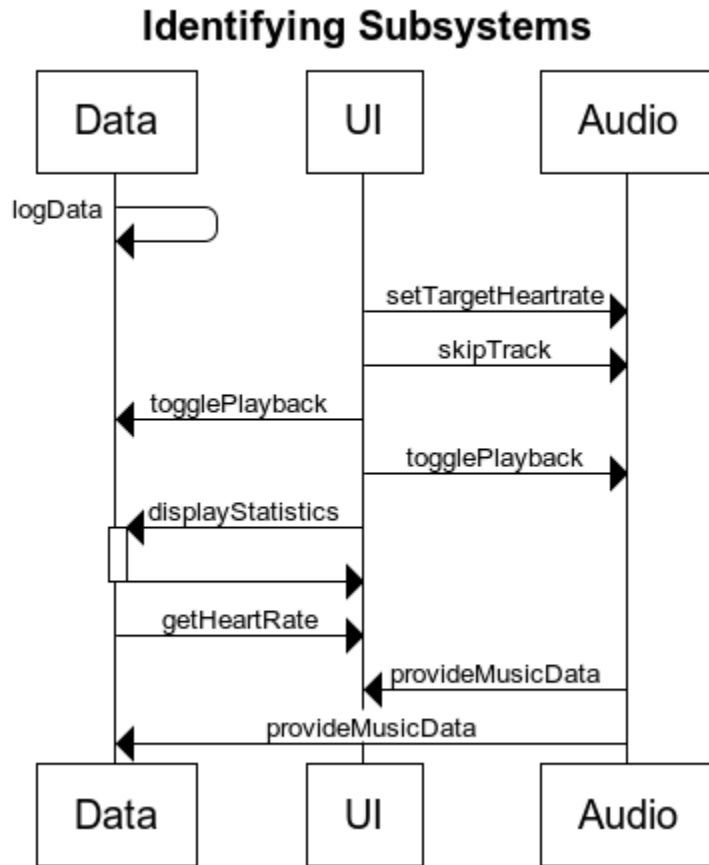 Identifying Subsystems
Data
UI
Audio
logData
setTargetHeartrate
skipTrack
togglePlayback
togglePlayback
displayStatistics
getHeartRate
provideMusicData
provideMusicData
Data
UI
Audio